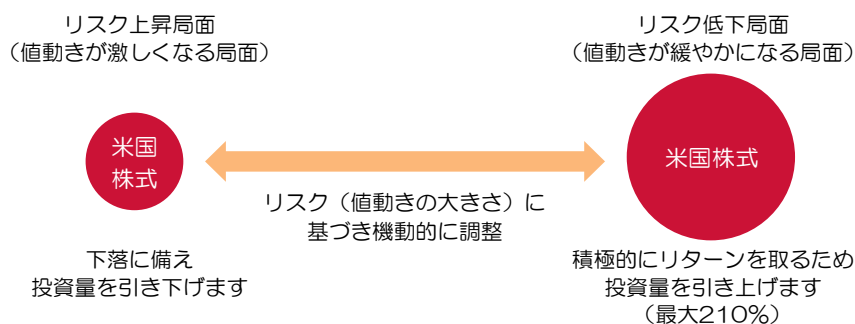 リスク上昇局面
（値動きが激しくなる局面）
リスク低下局面
（値動きが緩やかになる局面）
米国
株式
米国株式
リスク（値動きの大きさ）に
基づき機動的に調整
下落に備え
投資量を引き下げます
積極的にリターンを取るため
投資量を引き上げます
（最大210%）